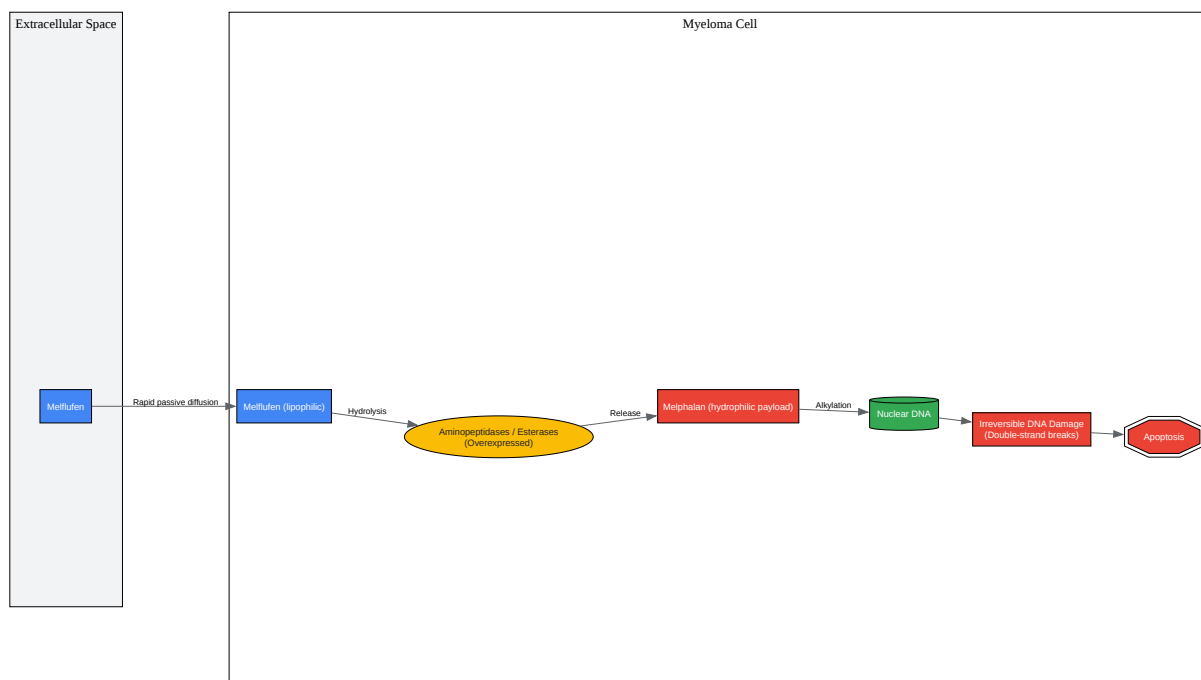 Extracellular Space
Myeloma Cell
Melflufen
Rapid passive diffusion
Melflufen (lipophilic)
Hydrolysis
Aminopeptidases / Esterases
(Overexpressed)
Release
Melphalan (hydrophilic payload)
Alkylation
Nuclear DNA
Irreversible DNA Damage
(Double-strand breaks)
Apoptosis